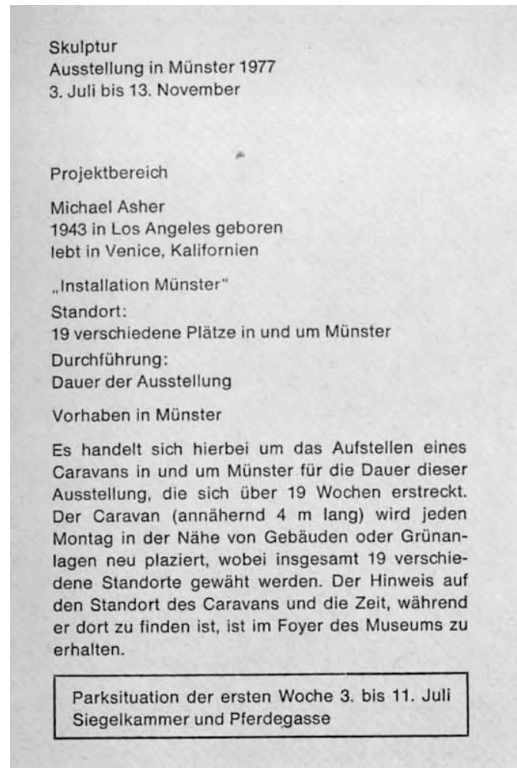 Skulptur
Ausstellung in Münster 1977
3. Juli bis 13. November
Projektbereich
Michael Asher
1943 in Los Angeles geboren
lebt in Venice, Kalifornien
„Installation Münster“
Standort:
19 verschiedene Plätze in und um Münster
Durchführung:
Dauer der Ausstellung
Vorhaben in Münster
Es handelt sich hierbei um das Aufstellen eines
Caravans in und um Münster für die Dauer dieser
Ausstellung, die sich über 19 Wochen erstreckt.
Der Caravan (annähernd 4 m lang) wird jeden
Montag in der Nähe von Gebäuden oder Grünan-
lagen neu plaziert, wobei insgesamt 19 verschie-
dene Standorte gewäht werden. Der Hinweis auf
den Standort des Caravans und die Zeit, während
er dort zu finden ist, ist im Foyer des Museums zu
erhalten.
Parksituation der ersten Woche 3. bis 11. Juli
Siegelkammer und Pferdegasse